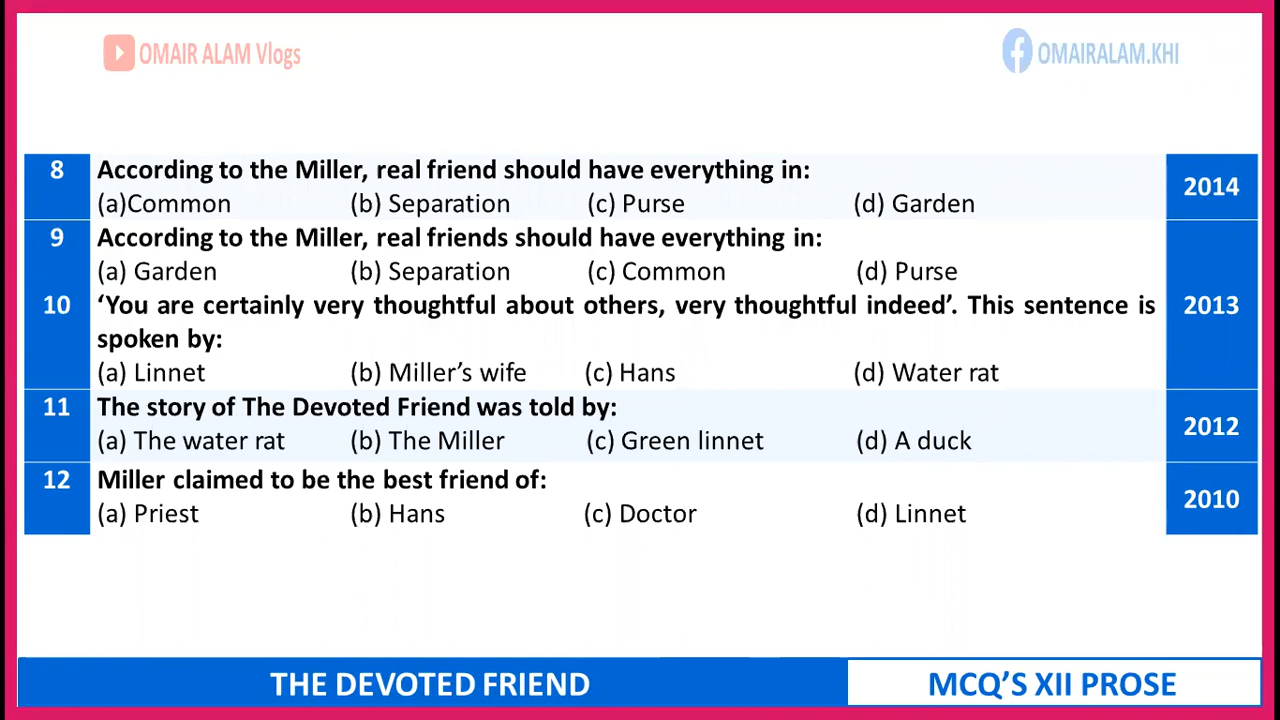 OMAIR ALAM Vlogs
OMAIRALAM.KHI
8 According to the Miller, real friend should have everything in: 2014
(a)Common (b) Separation (c) Purse (d) Garden
9 According to the Miller, real friends should have everything in:
(a) Garden (b) Separation (c) Common (d) Purse
10 ‘You are certainly very thoughtful about others, very thoughtful indeed’. This sentence is 2013
spoken by:
(a) Linnet (b) Miller’s wife (c) Hans (d) Water rat
11 The story of The Devoted Friend was told by: 2012
(a) The water rat (b) The Miller (c) Green linnet (d) A duck
12 Miller claimed to be the best friend of: 2010
(a) Priest (b) Hans (c) Doctor (d) Linnet
THE DEVOTED FRIEND MCQ’S XII PROSE